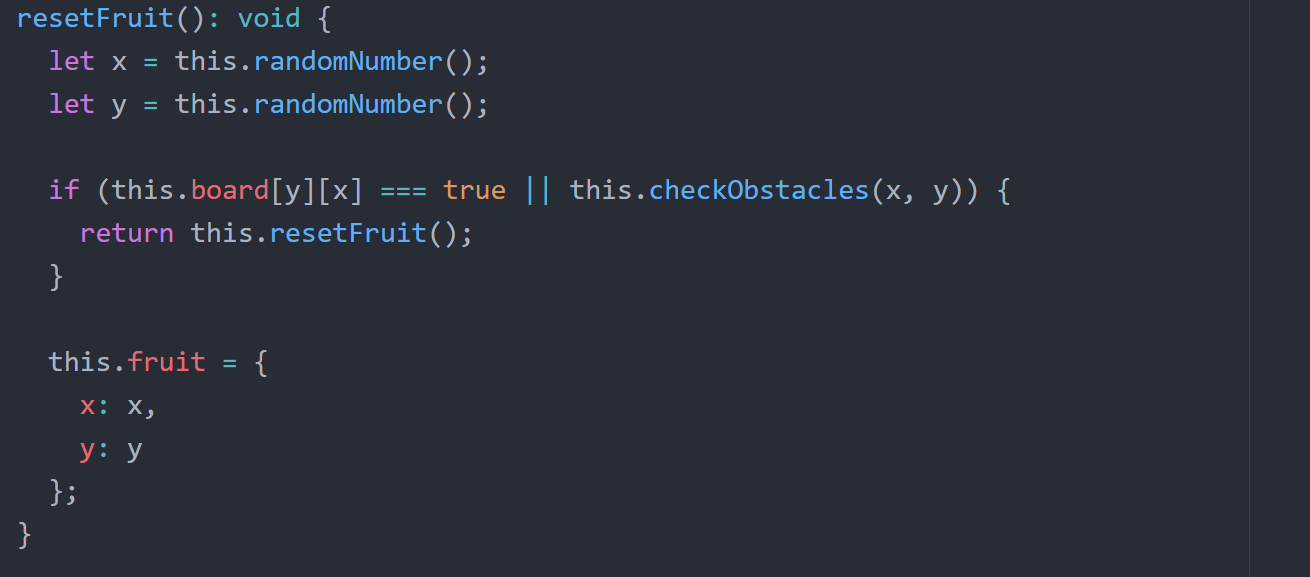 resetFruit(): void {
  let x = this.randomNumber();
  let y = this.randomNumber();

  if (this.board[y][x] === true || this.checkObstacles(x, y)) {
    return this.resetFruit();
  }

  this.fruit = {
    x: x,
    y: y
  };
}